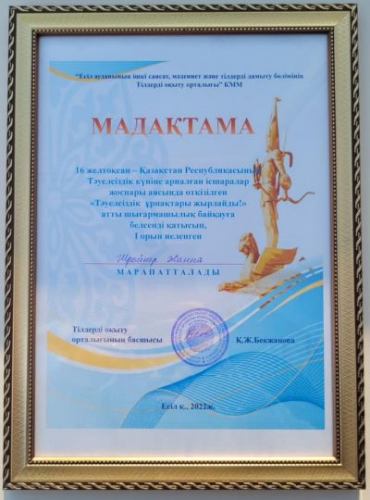 "Есіл ауданының ішкі саясат, мәдениет және тілдерді дамыту бөлімінің
Тілдерді оқыту орталығы" КММ
МАДАҚТАМА
16 желтоқсан – Қазақстан Республикасының
Тәуелсіздік күніне арналған ісшаралар
жоспары аясында өткізілген
«Тәуелсіздік ұрпақтары жырлайды!»
атты шығармашылық байқауға
белсенді қатысып,
І орын иеленген
Жанна
МАРАПАТТАЛАДЫ
Тілдерді оқыту
орталығының басшысы
Қ.Ж.Бекжанова
Есіл қ., 2022ж.